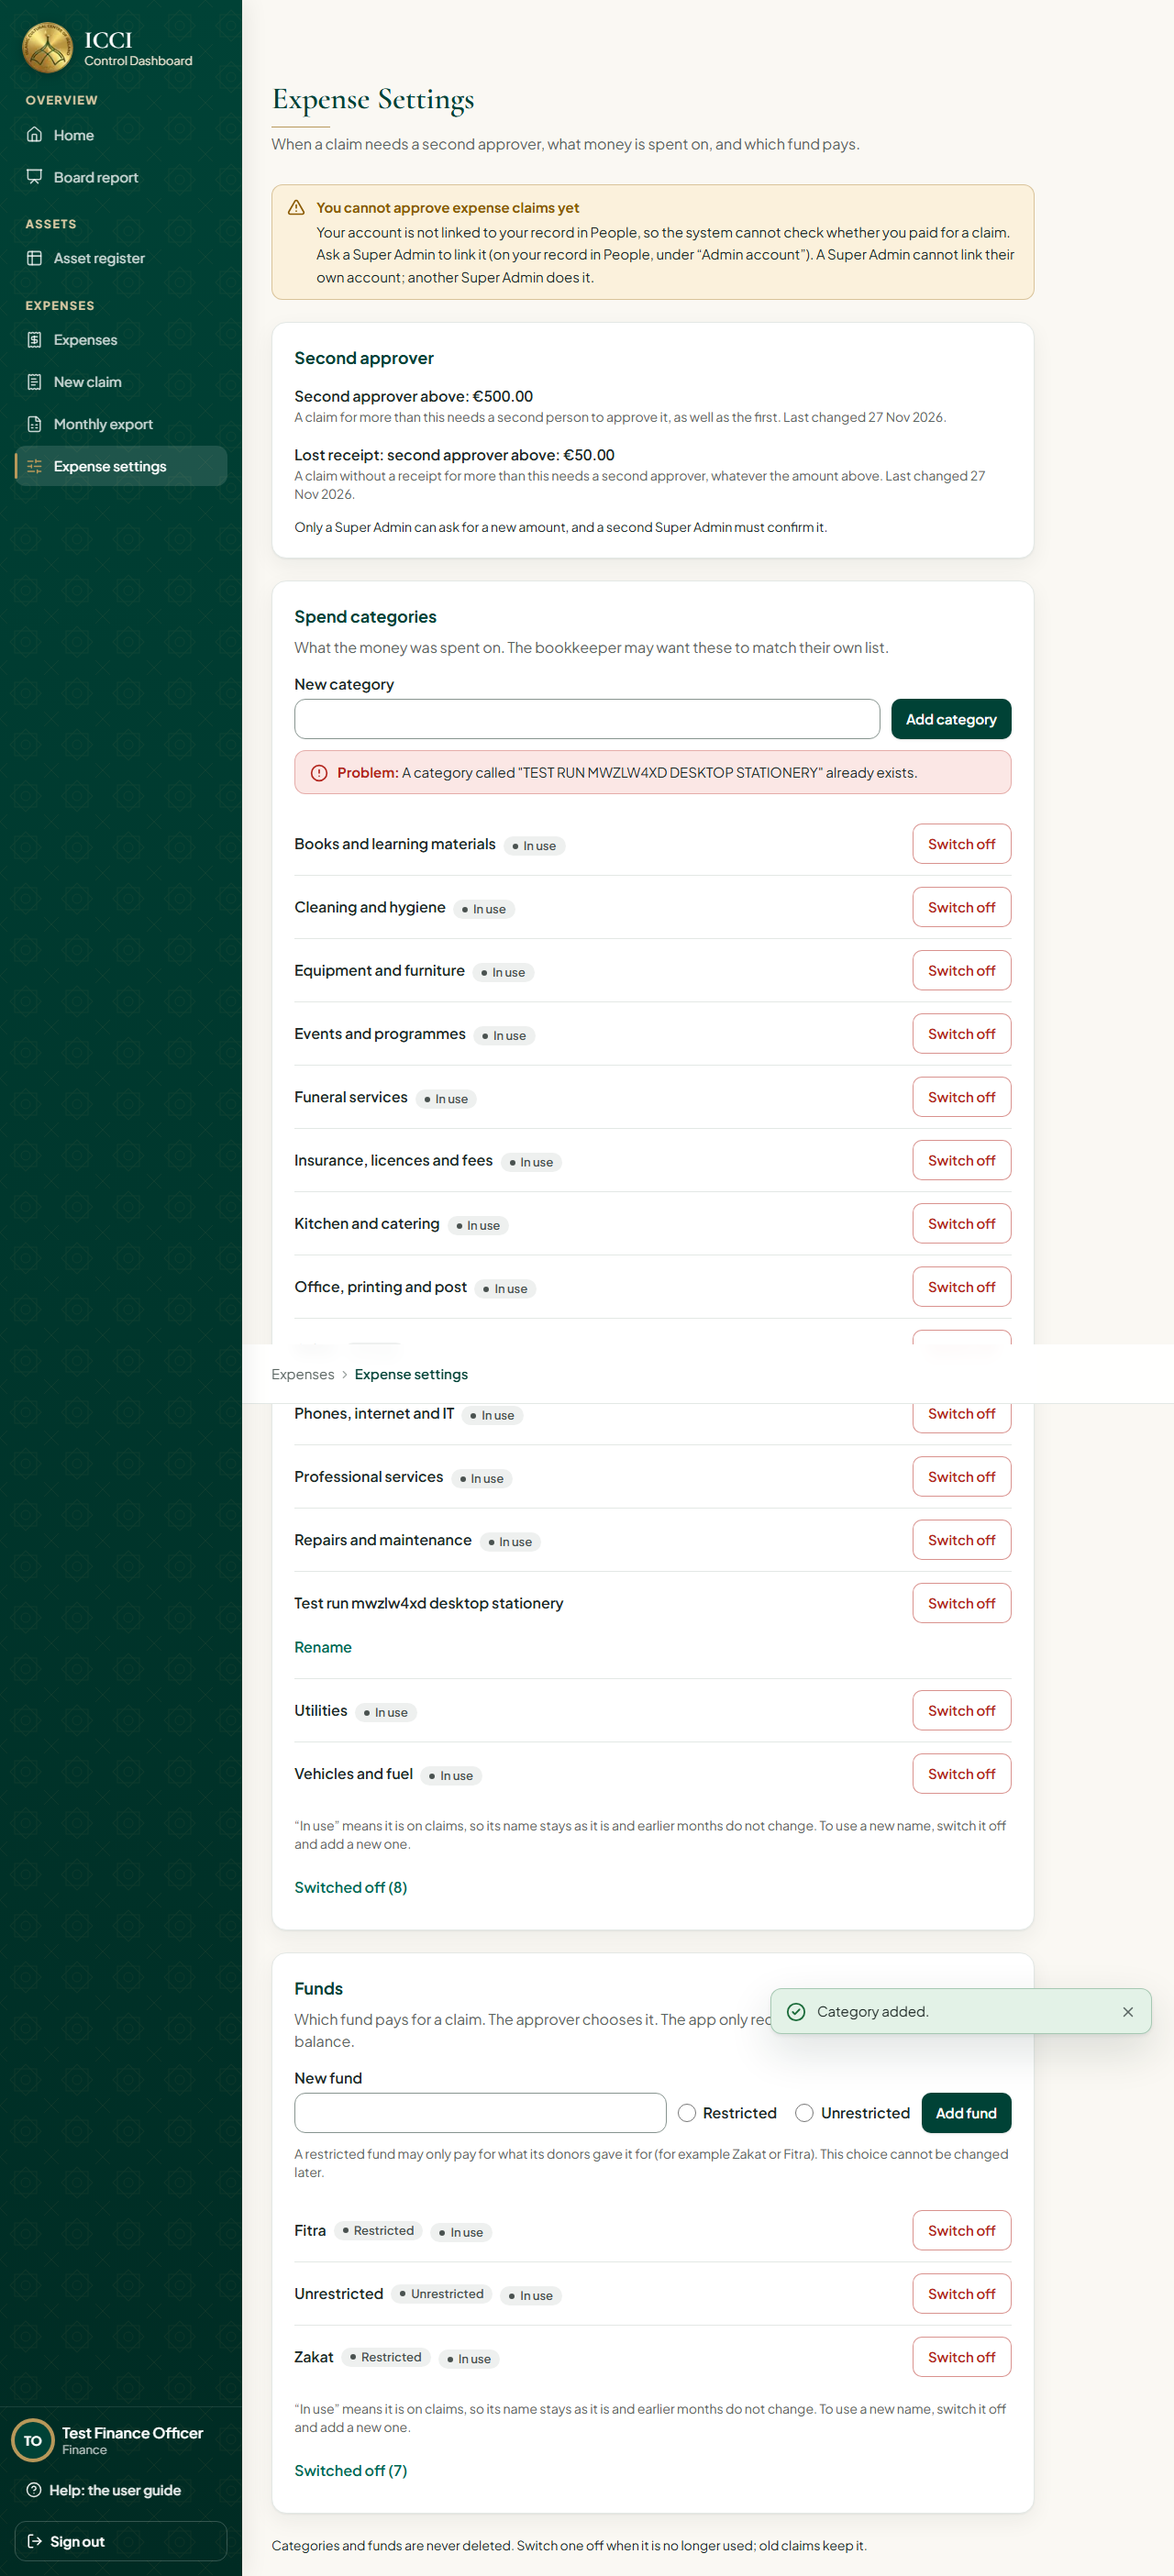 ICCI
Control Dashboard
OVERVIEW
Home
Board report
ASSETS
Asset register
EXPENSES
Expenses
New claim
Monthly export
Expense settings
Expense Settings
When a claim needs a second approver, what money is spent on, and which fund pays.
You cannot approve expense claims yet
Your account is not linked to your record in People, so the system cannot check whether you paid for a claim.
Ask a Super Admin to link it (on your record in People, under “Admin account”). A Super Admin cannot link their
own account; another Super Admin does it.
Second approver
Second approver above: €500.00
A claim for more than this needs a second person to approve it, as well as the first. Last changed 27 Nov 2026.
Lost receipt: second approver above: €50.00
A claim without a receipt for more than this needs a second approver, whatever the amount above. Last changed 27
Nov 2026.
Only a Super Admin can ask for a new amount, and a second Super Admin must confirm it.
Spend categories
What the money was spent on. The bookkeeper may want these to match their own list.
New category
Add category
Problem: A category called "TEST RUN MWZLW4XD DESKTOP STATIONERY" already exists.
Books and learning materials In use Switch off
Cleaning and hygiene In use Switch off
Equipment and furniture In use Switch off
Events and programmes In use Switch off
Funeral services In use Switch off
Insurance, licences and fees In use Switch off
Kitchen and catering In use Switch off
Office, printing and post In use Switch off
Expenses Expense settings
Phones, internet and IT In use Switch off
Professional services In use Switch off
Repairs and maintenance In use Switch off
Test run mwzlw4xd desktop stationery Switch off
Rename
Utilities In use Switch off
Vehicles and fuel In use Switch off
“In use” means it is on claims, so its name stays as it is and earlier months do not change. To use a new name, switch it off
and add a new one.
Switched off (8)
Funds
Which fund pays for a claim. The approver chooses it. The app only
balance.
Category added.
New fund
Restricted Unrestricted Add fund
A restricted fund may only pay for what its donors gave it for (for example Zakat or Fitra). This choice cannot be changed
later.
Fitra Restricted In use Switch off
Unrestricted Unrestricted In use Switch off
Zakat Restricted In use Switch off
“In use” means it is on claims, so its name stays as it is and earlier months do not change. To use a new name, switch it off
and add a new one.
Switched off (7)
Categories and funds are never deleted. Switch one off when it is no longer used; old claims keep it.
TO
Test Finance Officer
Finance
Help: the user guide
Sign out